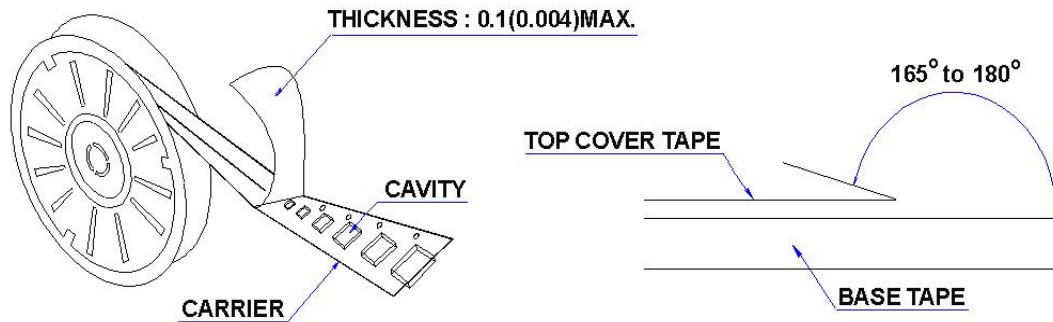 THICKNESS : 0.1(0.004)MAX.
CAVITY
CARRIER
165° to 180°
TOP COVER TAPE
BASE TAPE